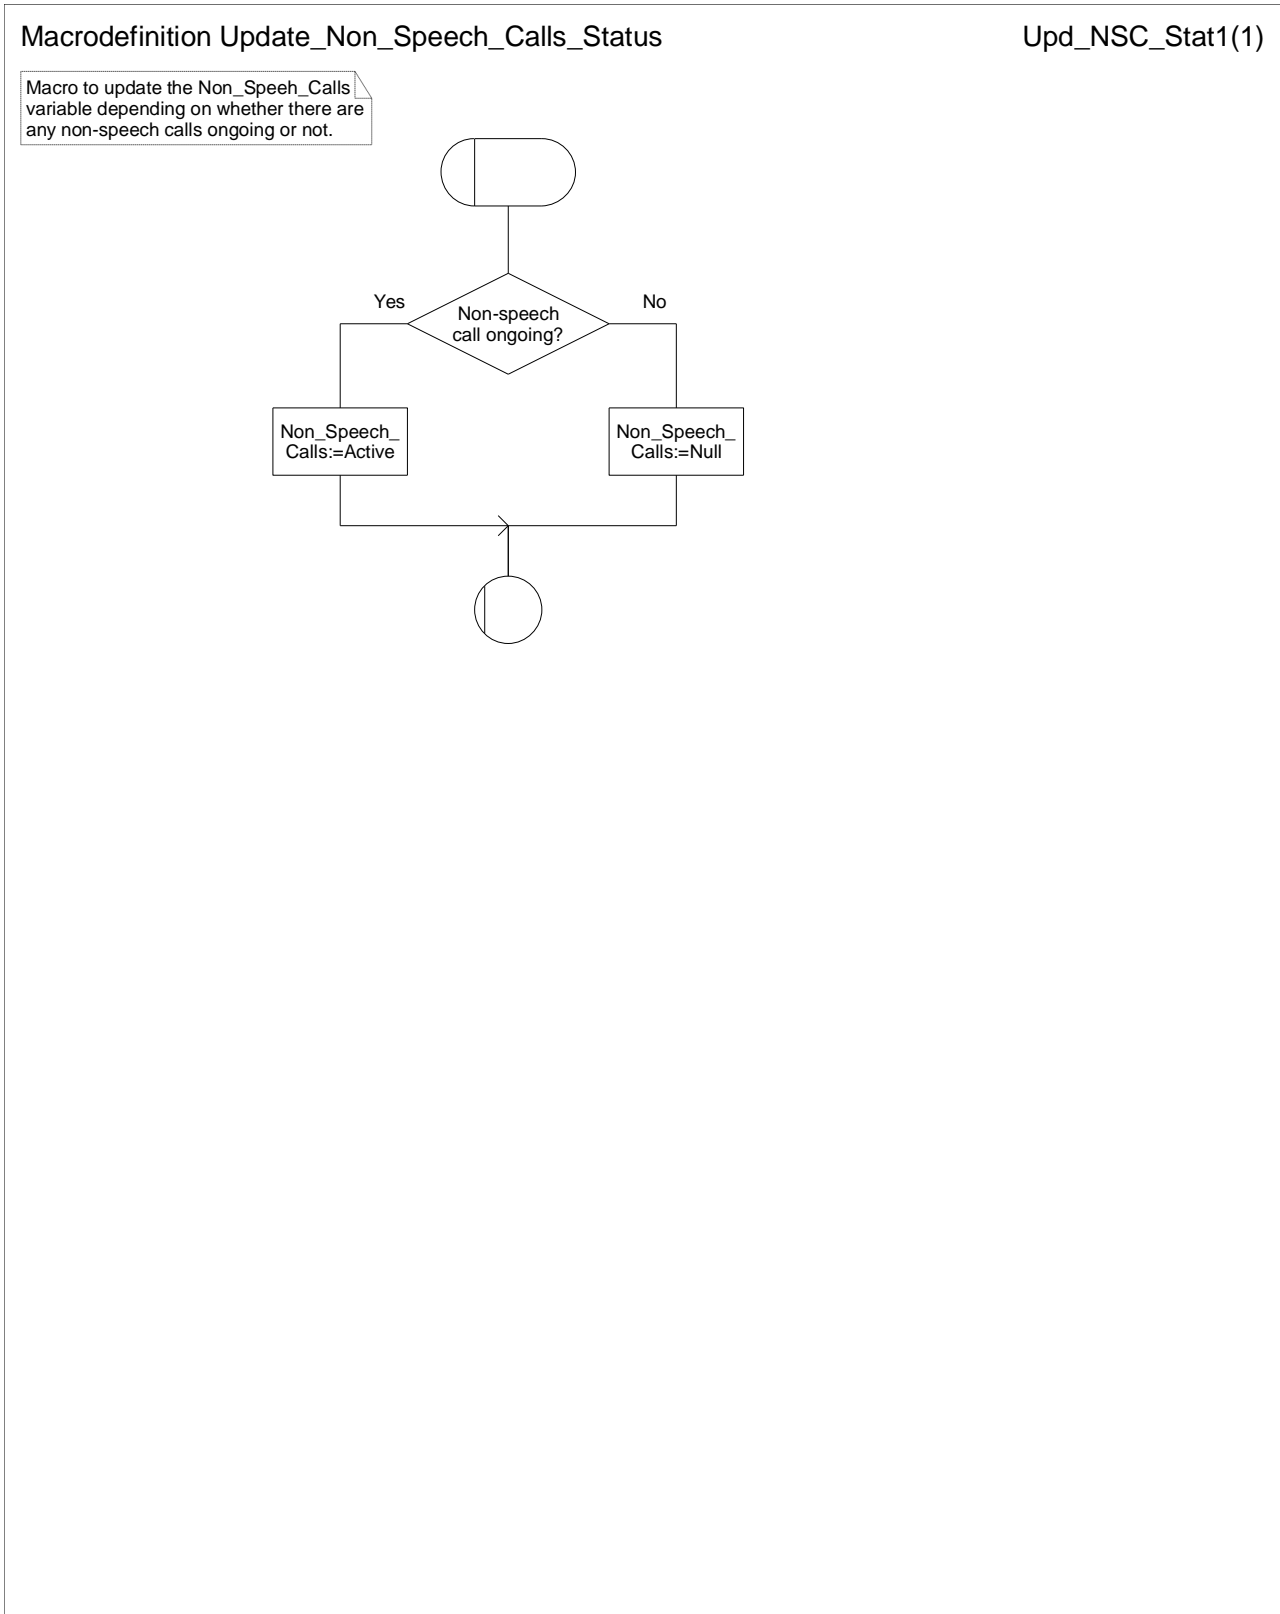 Macrodefinition Update_Non_Speech_Calls_Status
Upd_NSC_Stat1(1)
Macro to update the Non_Speeh_Calls
variable depending on whether there are
any non-speech calls ongoing or not.
Yes
No
Non-speech
call ongoing?
Non_Speech_
Calls:=Active
Non_Speech_
Calls:=Null